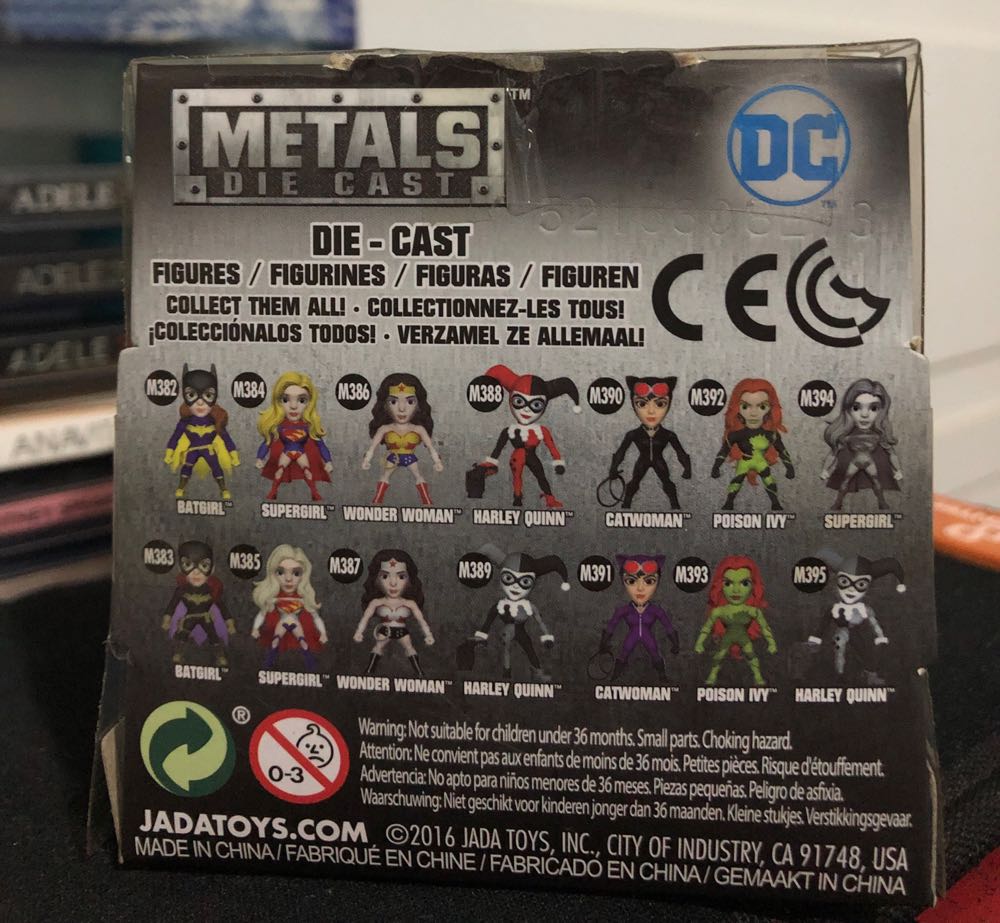 METALS™
DIE CAST
DC™
DIE - CAST
FIGURES / FIGURINES / FIGURAS / FIGUREN
COLLECT THEM ALL! · COLLECTIONNEZ-LES TOUS!
¡COLECCIÓNALOS TODOS! · VERZAMEL ZE ALLEMAAL!
CE
M382 M384 M386 M388 M390 M392 M394
BATGIRL™ SUPERGIRL™ WONDER WOMAN™ HARLEY QUINN™ CATWOMAN™ POISON IVY™ SUPERGIRL™
M383 M385 M387 M389 M391 M393 M395
BATGIRL™ SUPERGIRL™ WONDER WOMAN™ HARLEY QUINN™ CATWOMAN™ POISON IVY™ HARLEY QUINN™
®
0-3
Warning: Not suitable for children under 36 months. Small parts. Choking hazard.
Attention: Ne convient pas aux enfants de moins de 36 mois. Petites pièces. Risque d'étouffement.
Advertencia: No apto para niños menores de 36 meses. Piezas pequeñas. Peligro de asfixia.
Waarschuwing: Niet geschikt voor kinderen jonger dan 36 maanden. Kleine stukjes. Verstikkingsgevaar.
JADATOYS.COM ©2016 JADA TOYS, INC., CITY OF INDUSTRY, CA 91748, USA
MADE IN CHINA / FABRIQUÉ EN CHINE / FABRICADO EN CHINA / GEMAAKT IN CHINA
ADELE
ADELE
ADELE